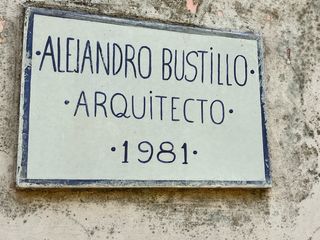 ·ALEJANDRO BUSTiLLO·
·ARQUiTECTO·
·1981·